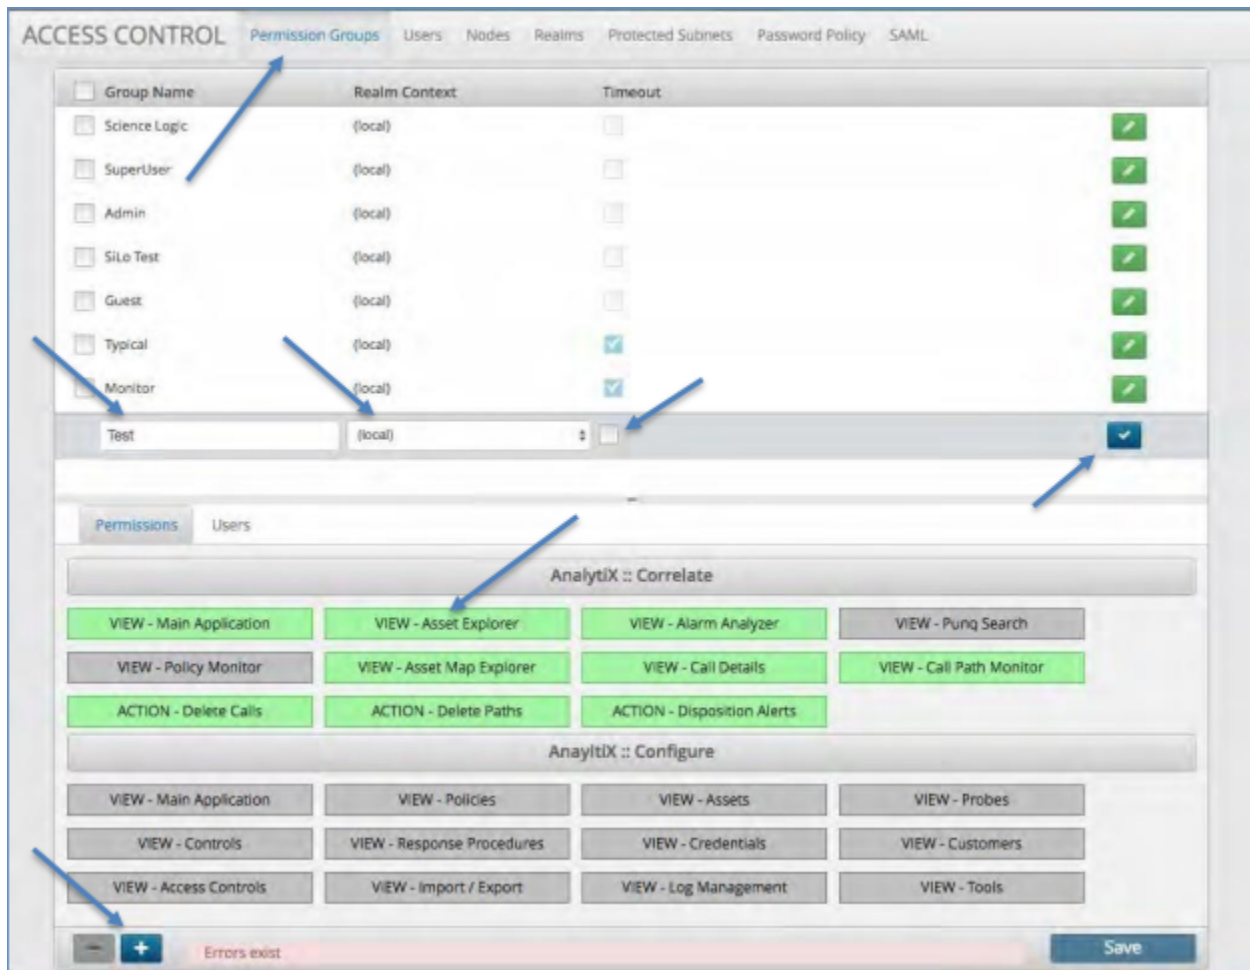 ACCESS CONTROL Permission Groups Users Nodes Realms Protected Subnets Password Policy SAML
Group Name Realm Context Timeout
Science Logic (local)
SuperUser (local)
Admin (local)
SiLo Test (local)
Guest (local)
Typical (local)
Monitor (local)
Test (local)
Permissions Users
AnalytiX :: Correlate
VIEW - Main Application VIEW - Asset Explorer VIEW - Alarm Analyzer VIEW - Punq Search
VIEW - Policy Monitor VIEW - Asset Map Explorer VIEW - Call Details VIEW - Call Path Monitor
ACTION - Delete Calls ACTION - Delete Paths ACTION - Disposition Alerts
AnayltiX :: Configure
VIEW - Main Application VIEW - Policies VIEW - Assets VIEW - Probes
VIEW - Controls VIEW - Response Procedures VIEW - Credentials VIEW - Customers
VIEW - Access Controls VIEW - Import / Export VIEW - Log Management VIEW - Tools
Errors exist Save